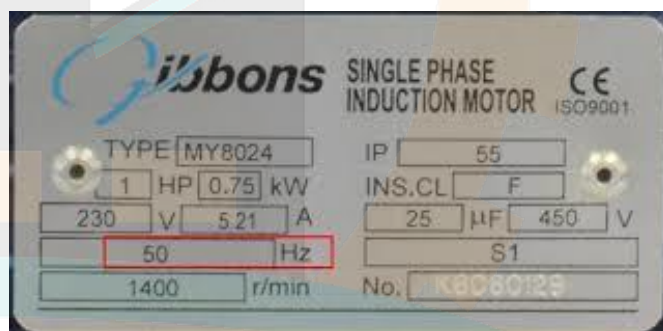 Gibbons
SINGLE PHASE
INDUCTION MOTOR
CE
ISO9001
TYPE MY8024 IP 55
1 HP 0.75 kW INS.CL F
230 V 5.21 A 25 µF 450 V
50 Hz S1
1400 r/min No.